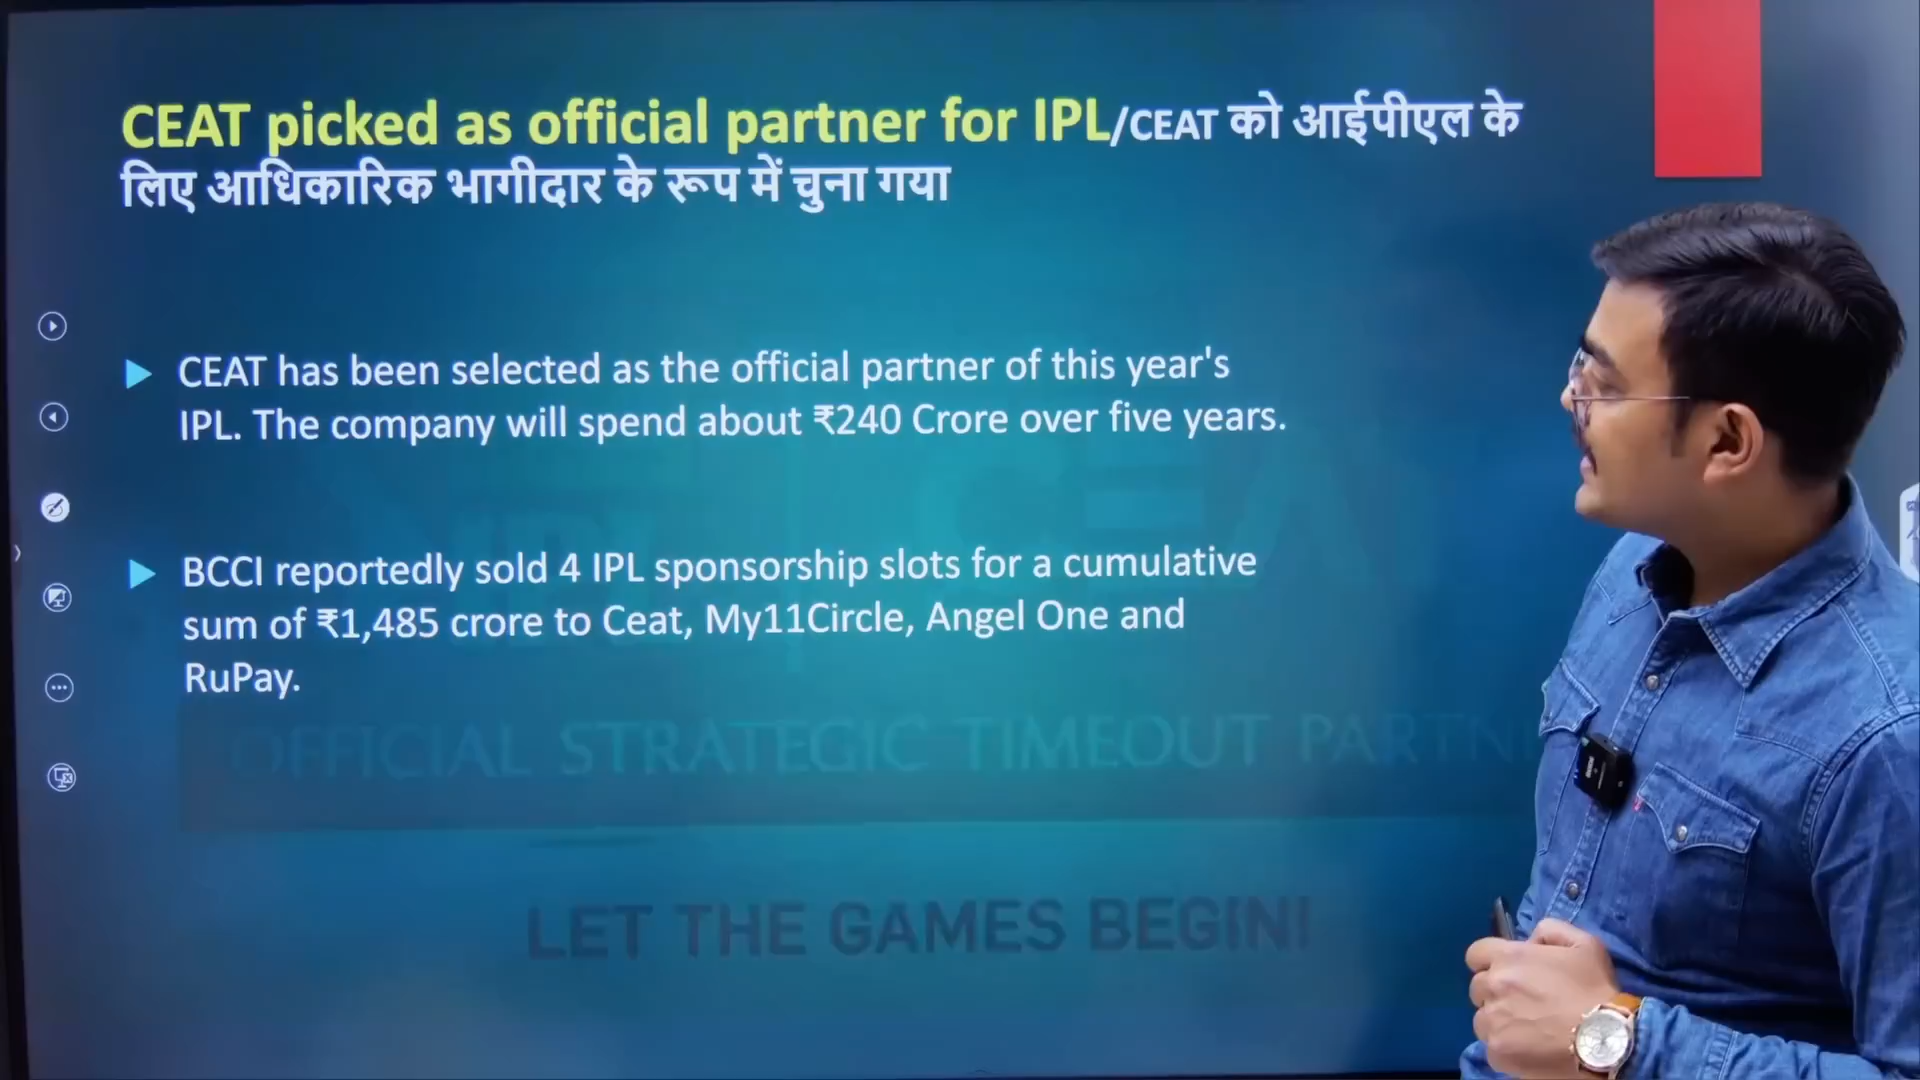 CEAT picked as official partner for IPL/CEAT को आईपीएल के
लिए आधिकारिक भागीदार के रूप में चुना गया
CEAT has been selected as the official partner of this year's
IPL. The company will spend about ₹240 Crore over five years.
BCCI reportedly sold 4 IPL sponsorship slots for a cumulative
sum of ₹1,485 crore to Ceat, My11Circle, Angel One and
RuPay.
OFFICIAL STRATEGIC TIMEOUT PARTN
LET THE GAMES BEGIN!